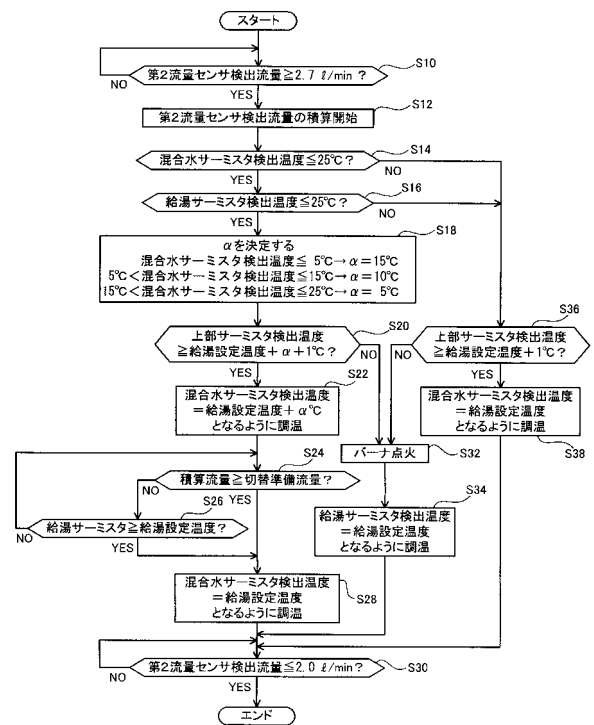 スタート
第2流量センサ検出流量≧2.7 ℓ/min？
S10
NO
YES
S12
第2流量センサ検出流量の積算開始
S14
混合水サーミスタ検出温度≦25℃？
NO
YES
S16
給湯サーミスタ検出温度≦25℃？
NO
YES
S18
αを決定する
混合水サーミスタ検出温度≦ 5℃→α＝15℃
5℃＜混合水サーミスタ検出温度≦15℃→α＝10℃
15℃＜混合水サーミスタ検出温度≦25℃→α＝ 5℃
S20
上部サーミスタ検出温度
≧給湯設定温度＋α＋1℃？
NO
YES
S36
上部サーミスタ検出温度
≧給湯設定温度＋1℃？
NO
YES
S22
混合水サーミスタ検出温度
＝給湯設定温度＋α℃
となるように調温
混合水サーミスタ検出温度
＝給湯設定温度
となるように調温
S38
バーナ点火
S32
S24
積算流量≧切替準備流量？
NO
YES
S26
給湯サーミスタ≧給湯設定温度？
NO
YES
S34
給湯サーミスタ検出温度
＝給湯設定温度
となるように調温
混合水サーミスタ検出温度
＝給湯設定温度
となるように調温
S28
第2流量センサ検出流量≦2.0 ℓ/min？
S30
NO
YES
エンド